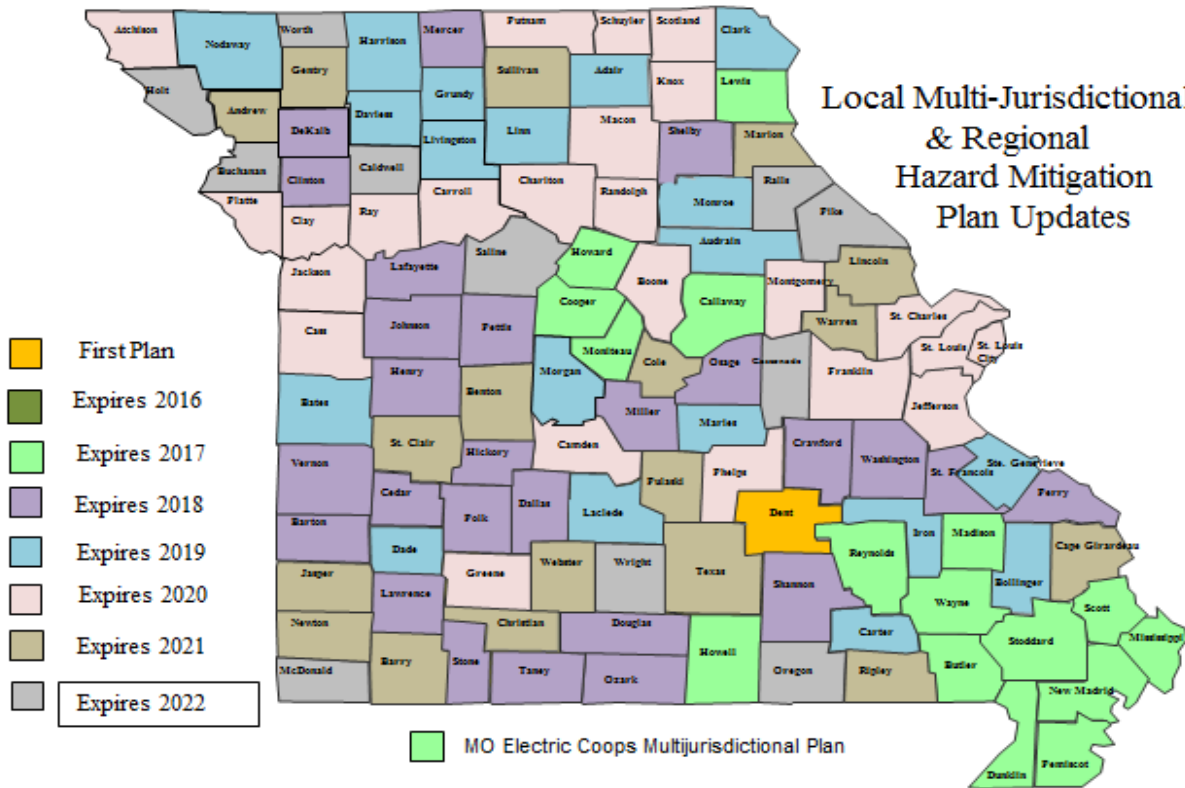 Local Multi-Jurisdictional
& Regional
Hazard Mitigation
Plan Updates
First Plan
Expires 2016
Expires 2017
Expires 2018
Expires 2019
Expires 2020
Expires 2021
Expires 2022
MO Electric Coops Multijurisdictional Plan
Atchison
Nodaway
Worth
Harrison
Mercer
Putnam
Schuyler
Scotland
Clark
Holt
Gentry
Sullivan
Adair
Knox
Lewis
Andrew
DeKalb
Daviess
Grundy
Livingston
Linn
Macon
Shelby
Marion
Buchanan
Clinton
Caldwell
Carroll
Chariton
Randolph
Monroe
Ralls
Pike
Platte
Clay
Ray
Saline
Howard
Boone
Audrain
Callaway
Montgomery
Lincoln
Warren
St. Charles
St. Louis
St. Louis
City
Jackson
Lafayette
Cass
Johnson
Pettis
Cooper
Moniteau
Cole
Osage
Gasconade
Franklin
Jefferson
Bates
Henry
Benton
Morgan
Miller
Maries
St. Clair
Hickory
Camden
Pulaski
Phelps
Crawford
Washington
St. Francois
Ste. Genevieve
Perry
Vernon
Cedar
Polk
Dallas
Laclede
Dent
Iron
Madison
Cape Girardeau
Barton
Dade
Greene
Webster
Wright
Texas
Shannon
Reynolds
Wayne
Bollinger
Scott
Mississippi
Jasper
Lawrence
Newton
Christian
Douglas
Howell
Carter
Butler
Stoddard
McDonald
Barry
Stone
Taney
Ozark
Oregon
Ripley
New Madrid
Dunklin
Pemiscot